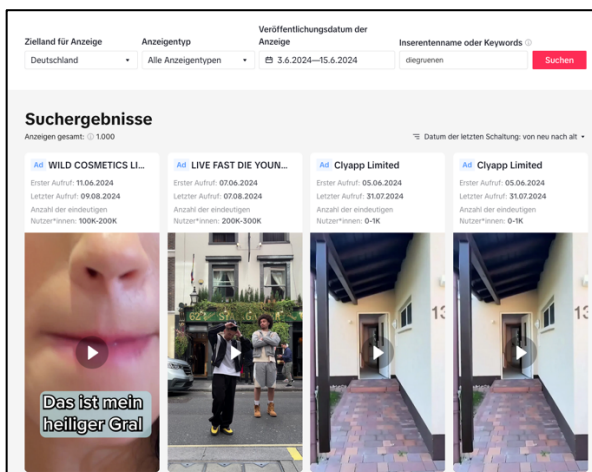 Zielland für Anzeige
Deutschland
Anzeigentyp
Alle Anzeigentypen
Veröffentlichungsdatum der
Anzeige
3.6.2024—15.6.2024
Inserentenname oder Keywords
diegruenen
Suchen
Suchergebnisse
Anzeigen gesamt: 1.000
Datum der letzten Schaltung: von neu nach alt
Ad WILD COSMETICS LI...
Erster Aufruf: 11.06.2024
Letzter Aufruf: 09.08.2024
Anzahl der eindeutigen
Nutzer*innen: 100K-200K
Das ist mein
heiliger Gral
Ad LIVE FAST DIE YOUN...
Erster Aufruf: 07.06.2024
Letzter Aufruf: 07.08.2024
Anzahl der eindeutigen
Nutzer*innen: 200K-300K
Ad Clyapp Limited
Erster Aufruf: 05.06.2024
Letzter Aufruf: 31.07.2024
Anzahl der eindeutigen
Nutzer*innen: 0-1K
13
Ad Clyapp Limited
Erster Aufruf: 05.06.2024
Letzter Aufruf: 31.07.2024
Anzahl der eindeutigen
Nutzer*innen: 0-1K
13